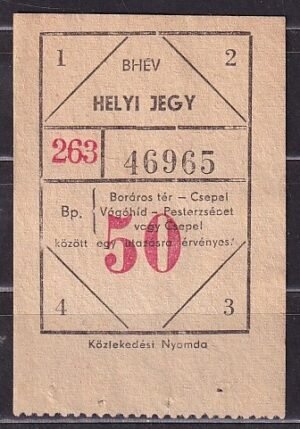 1 2
BHÉV
HELYI JEGY
263 46965
Boráros tér – Csepel
Bp. Vágóhíd – Pesterzsébet
vagy Csepel
között egy utazásra érvényes.
50
4 3
Közlekedési Nyomda